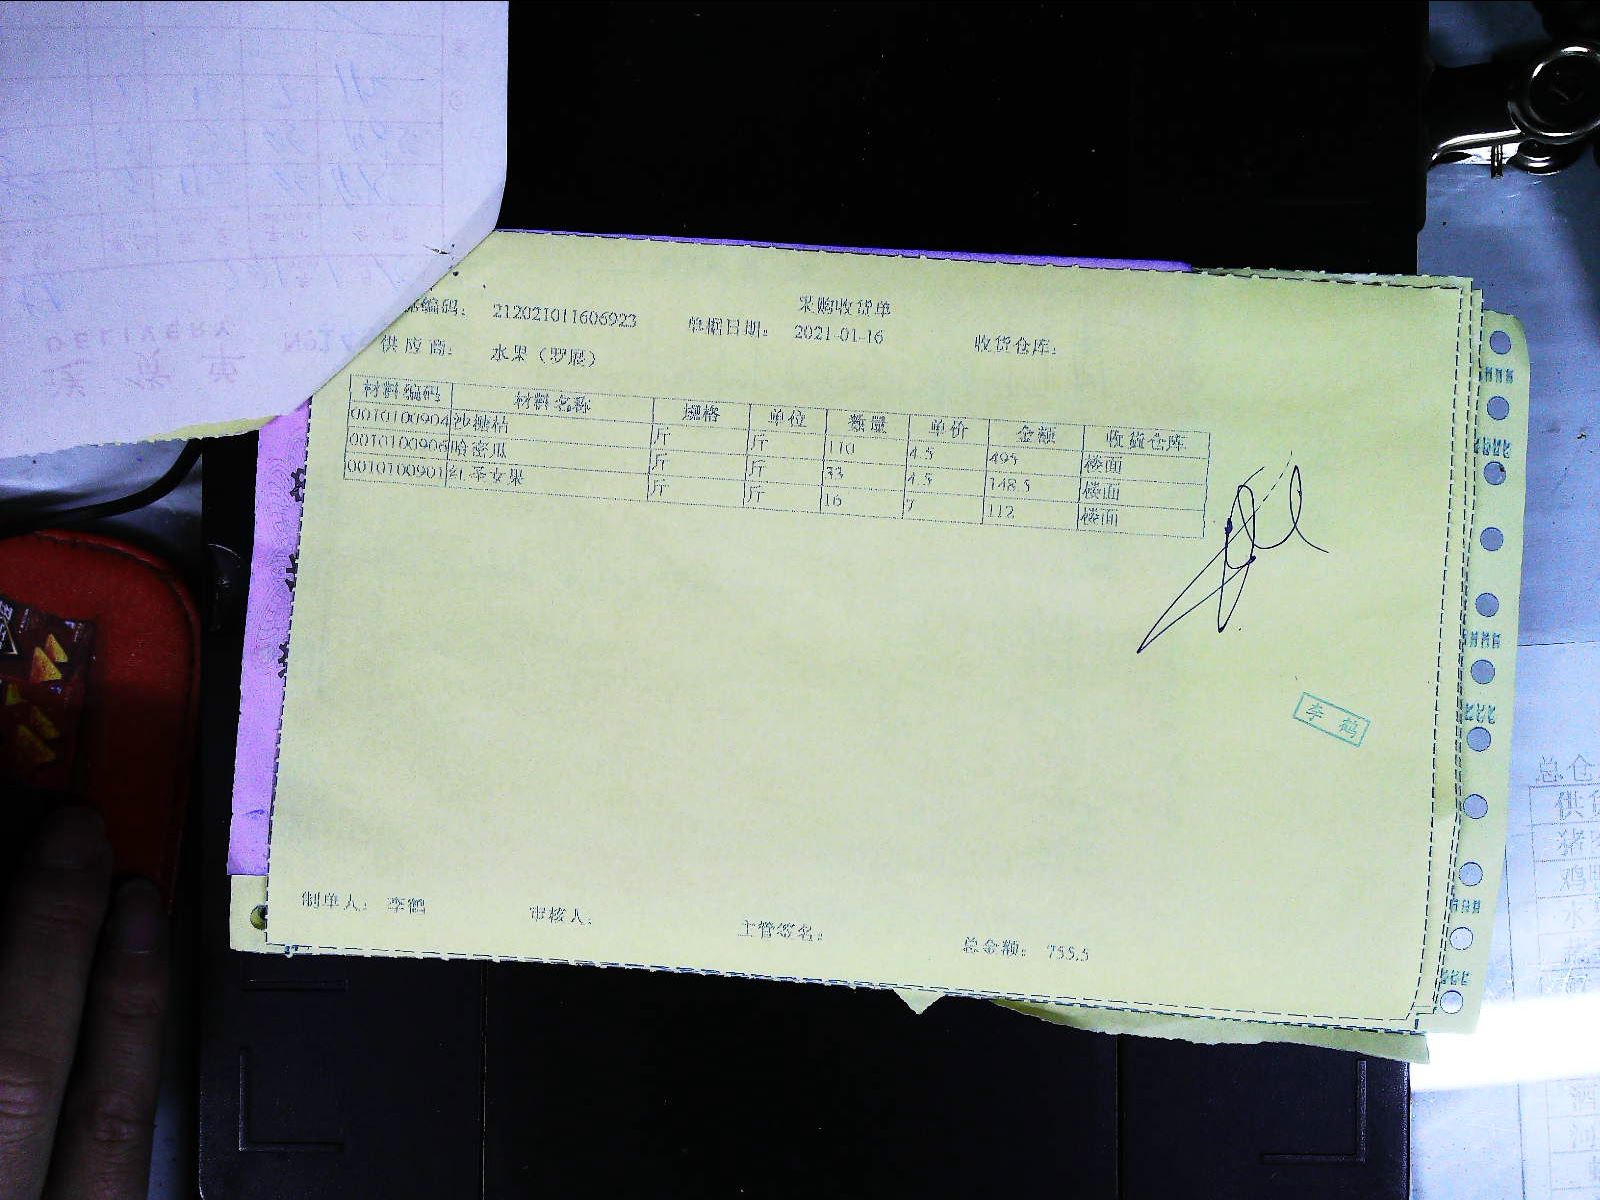 采购收货单
编码： 212021011606923 单据日期： 2021-01-16 收货仓库：
供应商： 水果（罗展）
材料编码 材料名称 规格 单位 数量 单价 金额 收货仓库
0010100904 沙糖桔 斤 斤 110 4.5 495 楼面
0010100906 哈密瓜 斤 斤 33 4.5 148.5 楼面
0010100901 红圣女果 斤 斤 16 7 112 楼面
李鹤
制单人： 李鹤 审核人： 主管签名： 总金额： 755.5
总仓
DELIVERY